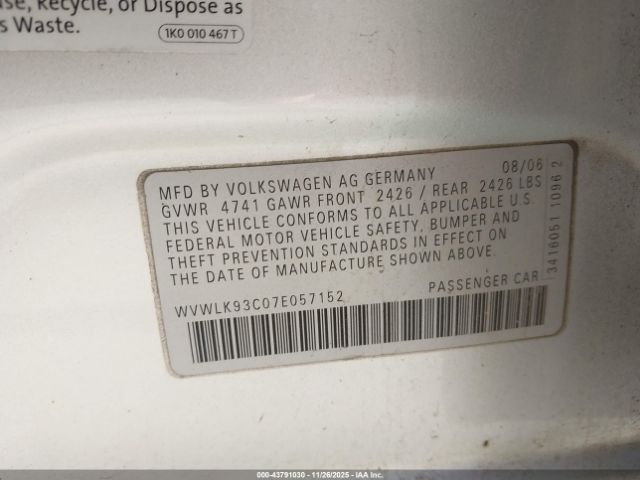 use, Recycle, or Dispose as
s Waste.
1K0 010 467 T
08/06
MFD BY VOLKSWAGEN AG GERMANY
GVWR 4741 GAWR FRONT 2426 / REAR 2426 LBS
THIS VEHICLE CONFORMS TO ALL APPLICABLE U.S.
FEDERAL MOTOR VEHICLE SAFETY, BUMPER AND
THEFT PREVENTION STANDARDS IN EFFECT ON
THE DATE OF MANUFACTURE SHOWN ABOVE.
WVWLK93C07E057152 PASSENGER CAR
3416051 1096 2
000-43791030 - 11/26/2025 - IAA Holdings, LLC